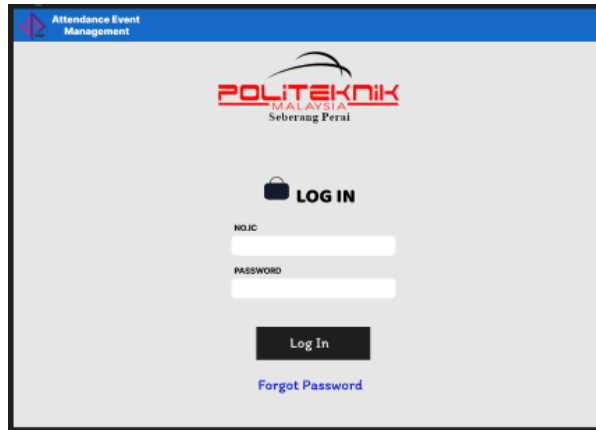 Attendance Event
Management
POLiTEKniK
MALAYSIA
Seberang Perai
LOG IN
NO.IC
PASSWORD
Log In
Forgot Password